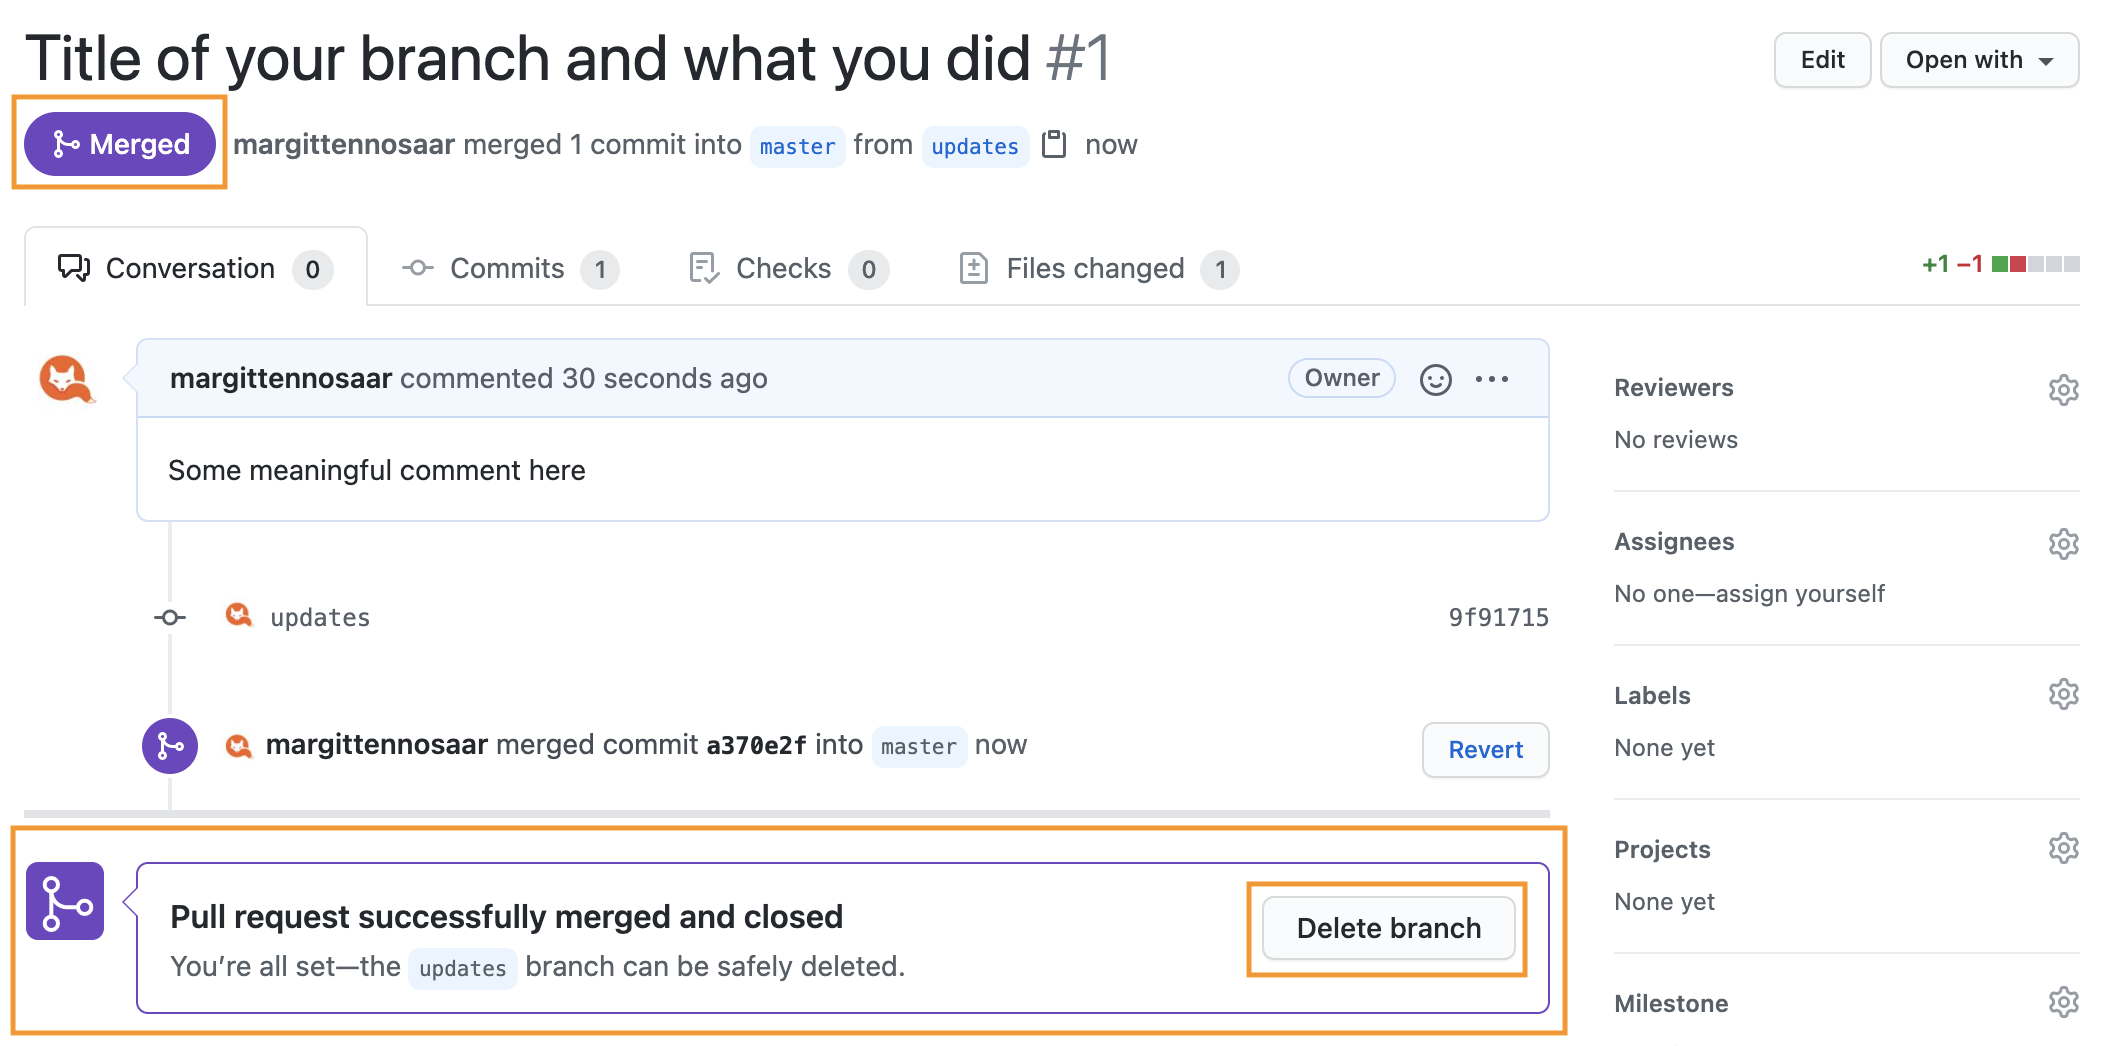 Title of your branch and what you did #1
Edit
Open with
Merged
margittennosaar merged 1 commit into master from updates now
Conversation 0
Commits 1
Checks 0
Files changed 1
+1 −1
margittennosaar commented 30 seconds ago
Owner
Some meaningful comment here
updates
9f91715
margittennosaar merged commit a370e2f into master now
Revert
Pull request successfully merged and closed
You’re all set—the updates branch can be safely deleted.
Delete branch
Reviewers
No reviews
Assignees
No one—assign yourself
Labels
None yet
Projects
None yet
Milestone